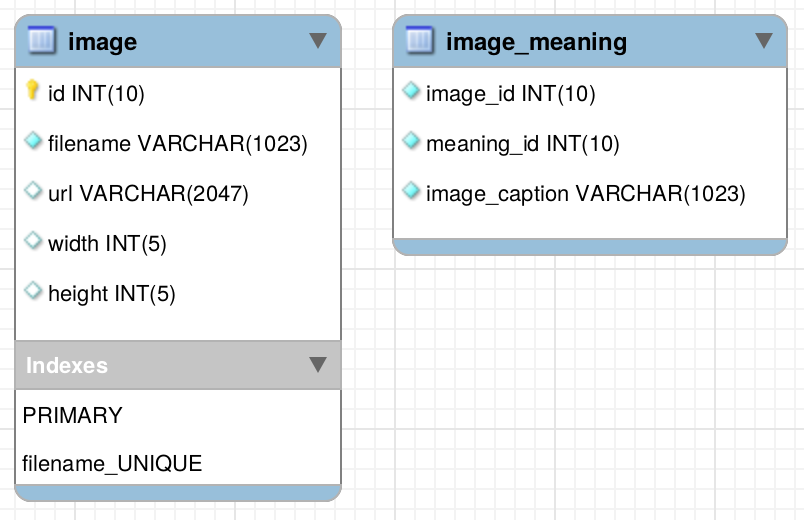 image
id INT(10)
filename VARCHAR(1023)
url VARCHAR(2047)
width INT(5)
height INT(5)
Indexes
PRIMARY
filename_UNIQUE
image_meaning
image_id INT(10)
meaning_id INT(10)
image_caption VARCHAR(1023)